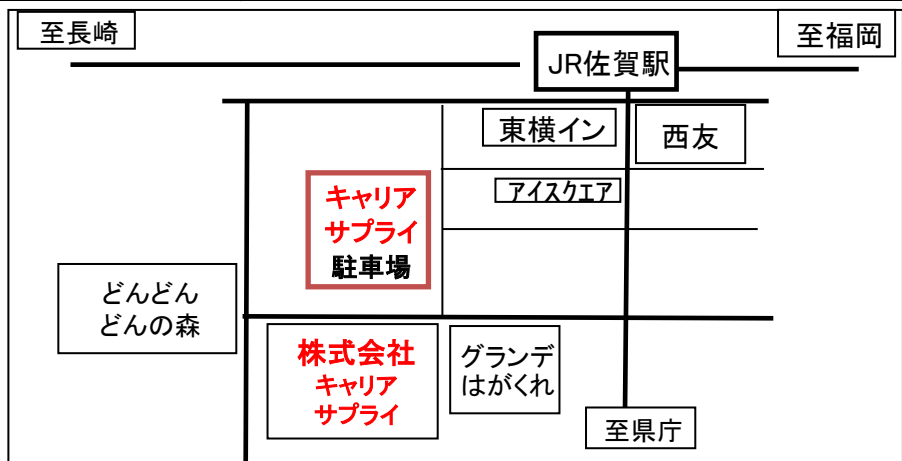 至長崎
至福岡
JR佐賀駅
東横イン
西友
アイスクエア
キャリア
サプライ
駐車場
どんどん
どんの森
株式会社
キャリア
サプライ
グランデ
はがくれ
至県庁